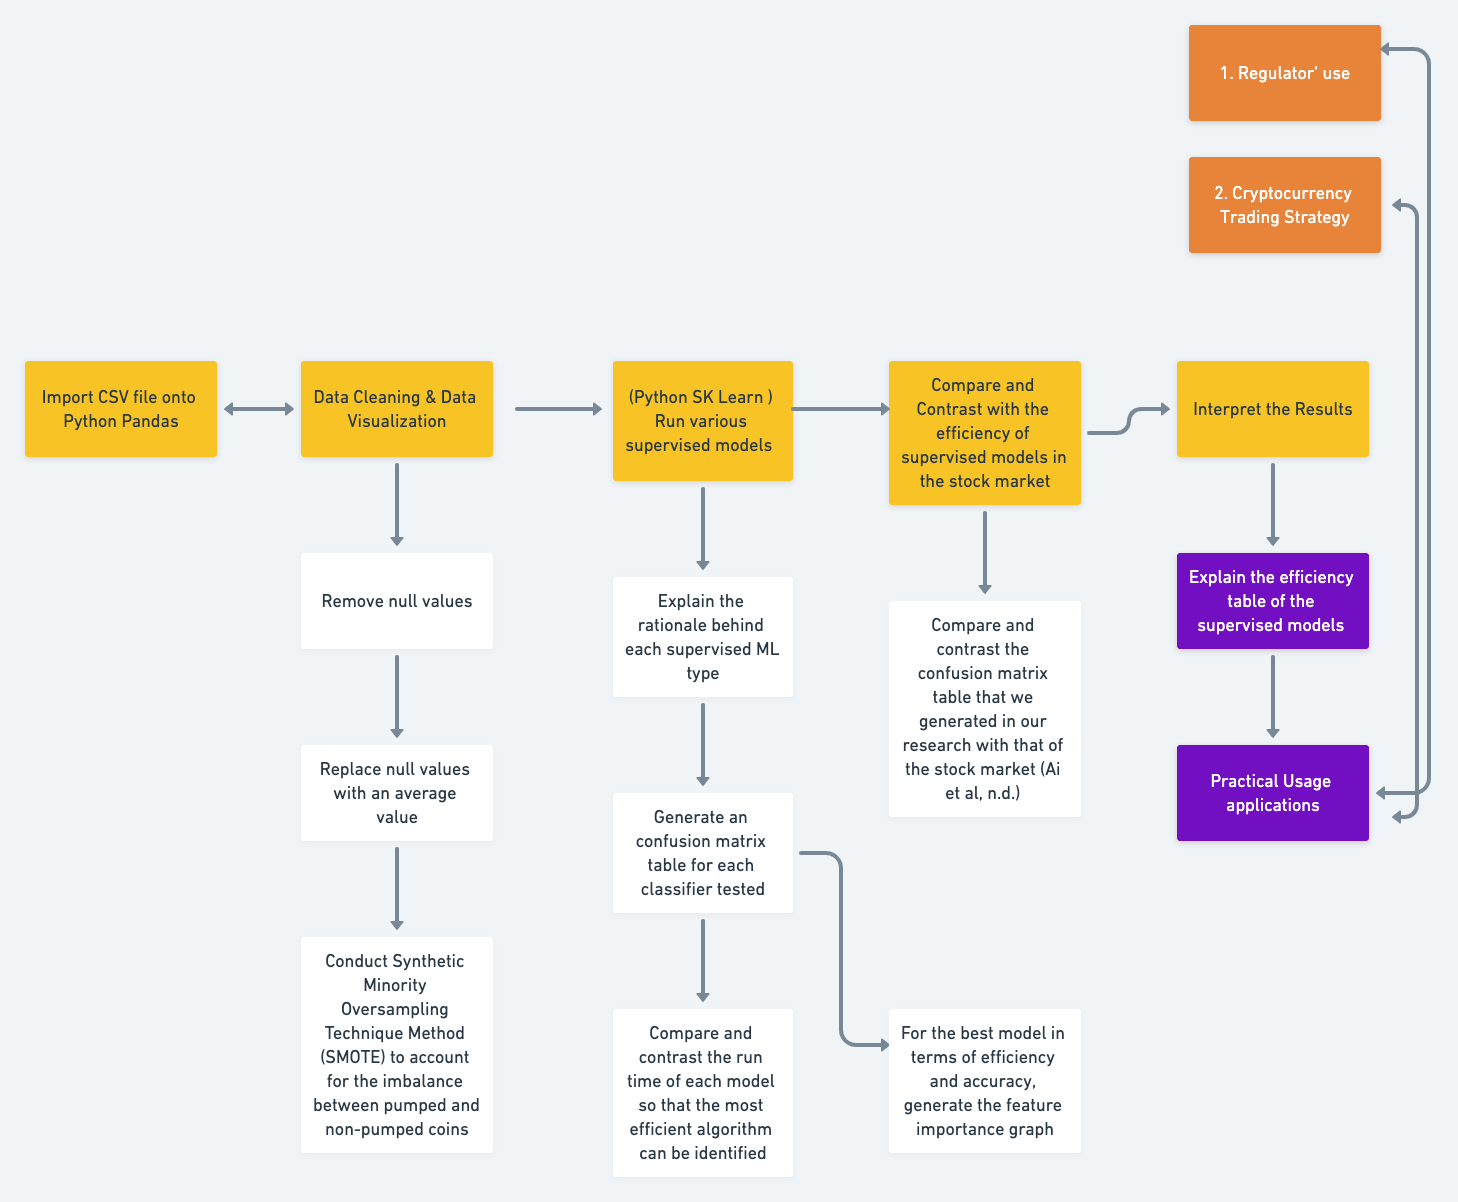 1. Regulator' use
2. Cryptocurrency
Trading Strategy
Import CSV file onto
Python Pandas
Data Cleaning & Data
Visualization
(Python SK Learn )
Run various
supervised models
Compare and
Contrast with the
efficiency of
supervised models in
the stock market
Interpret the Results
Remove null values
Replace null values
with an average
value
Conduct Synthetic
Minority
Oversampling
Technique Method
(SMOTE) to account
for the imbalance
between pumped and
non-pumped coins
Explain the
rationale behind
each supervised ML
type
Generate an
confusion matrix
table for each
classifier tested
Compare and
contrast the run
time of each model
so that the most
efficient algorithm
can be identified
Compare and
contrast the
confusion matrix
table that we
generated in our
research with that of
the stock market (Ai
et al, n.d.)
For the best model in
terms of efficiency
and accuracy,
generate the feature
importance graph
Explain the efficiency
table of the
supervised models
Practical Usage
applications